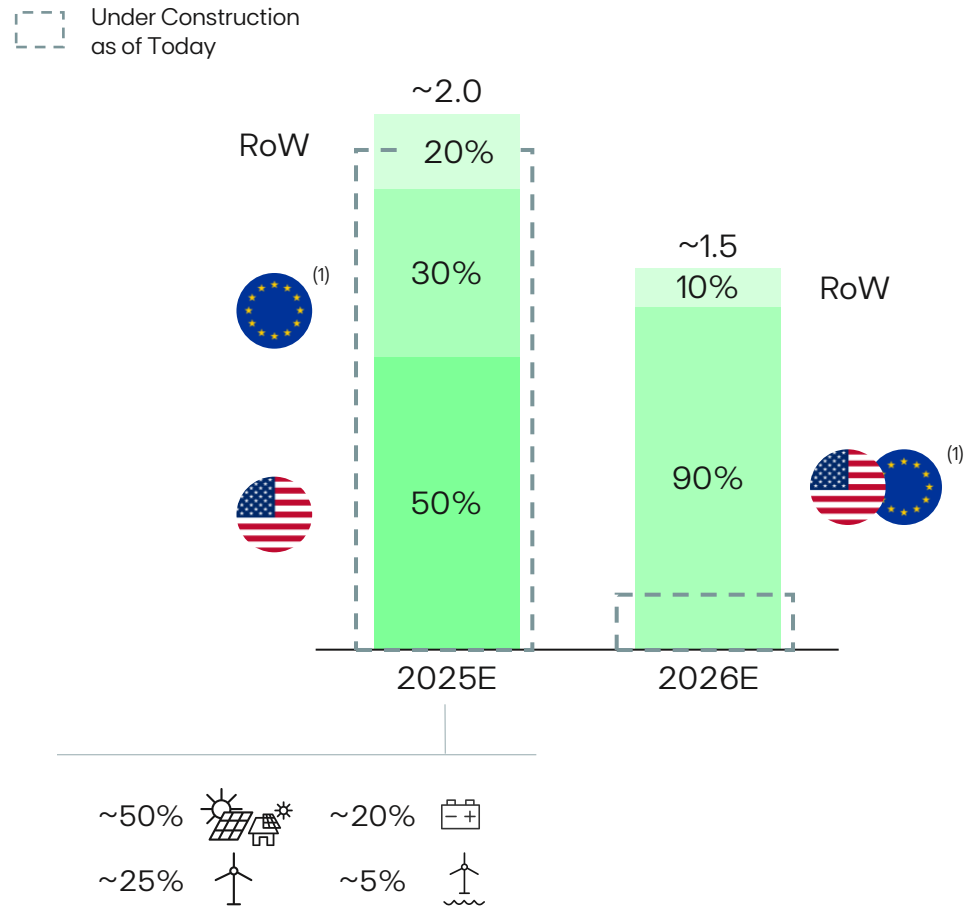 Under Construction
as of Today
~2.0
RoW
20%
30%
(1)
50%
~1.5
10%
RoW
90%
(1)
2025E
2026E
~50%
~20%
~25%
~5%